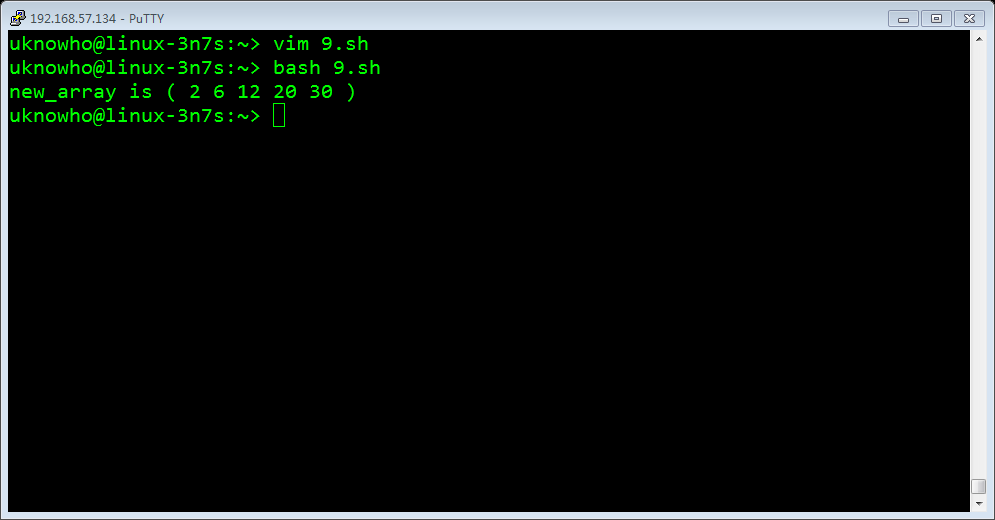 192.168.57.134 - PuTTY
uknowho@linux-3n7s:~> vim 9.sh
uknowho@linux-3n7s:~> bash 9.sh
new_array is ( 2 6 12 20 30 )
uknowho@linux-3n7s:~>